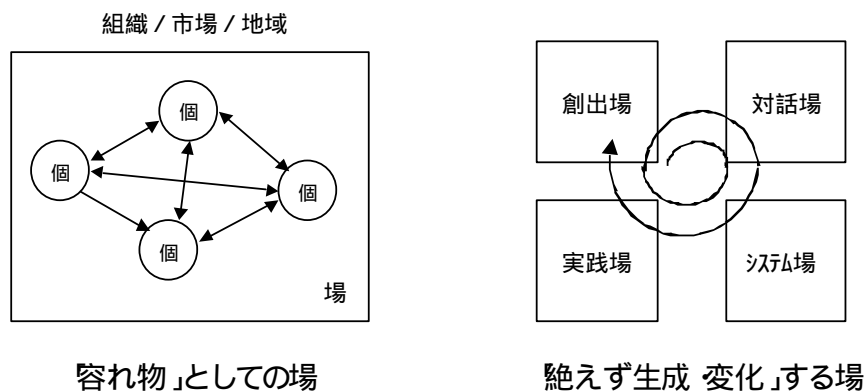 組織 / 市場 / 地域
個
個
個
個
場
「容れ物」としての場
創出場
対話場
実践場
システム場
「絶えず生成・変化」する場